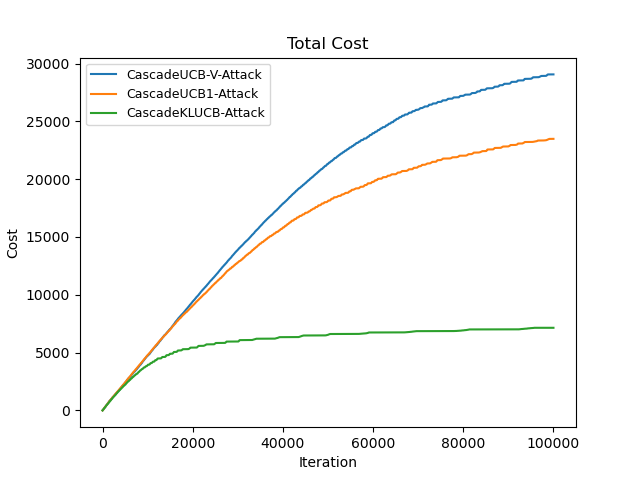 Total Cost
30000
25000
20000
15000
10000
5000
0
Cost
CascadeUCB-V-Attack
CascadeUCB1-Attack
CascadeKLUCB-Attack
0 20000 40000 60000 80000 100000
Iteration